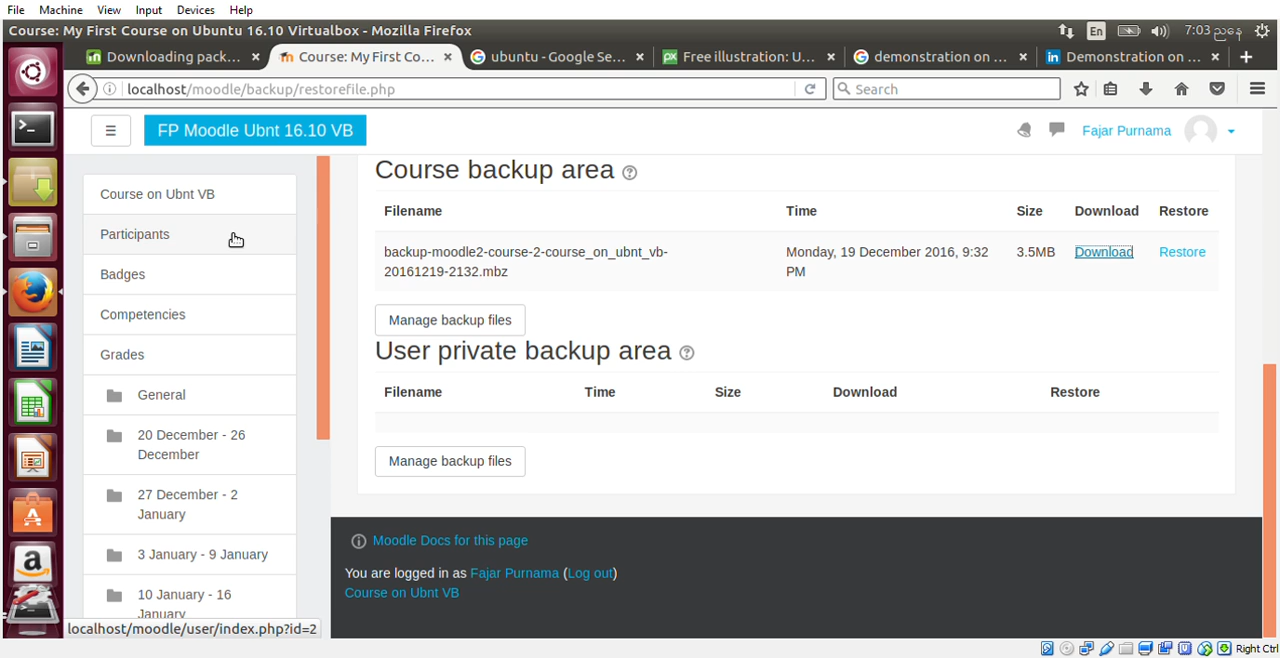 File Machine View Input Devices Help
Course: My First Course on Ubuntu 16.10 Virtualbox - Mozilla Firefox
En
7:03 ညနေ
Downloading pack... ×
Course: My First Co... ×
ubuntu - Google Se... ×
Free illustration: U... ×
demonstration on ... ×
Demonstration on ... ×
localhost/moodle/backup/restorefile.php
Search
FP Moodle Ubnt 16.10 VB
Fajar Purnama
Course on Ubnt VB
Participants
Badges
Competencies
Grades
General
20 December - 26
December
27 December - 2
January
3 January - 9 January
10 January - 16
January
Course backup area
Filename Time Size Download Restore
backup-moodle2-course-2-course_on_ubnt_vb- Monday, 19 December 2016, 9:32 3.5MB Download Restore
20161219-2132.mbz PM
Manage backup files
User private backup area
Filename Time Size Download Restore
Manage backup files
Moodle Docs for this page
You are logged in as Fajar Purnama (Log out)
Course on Ubnt VB
localhost/moodle/user/index.php?id=2
Right Ctrl